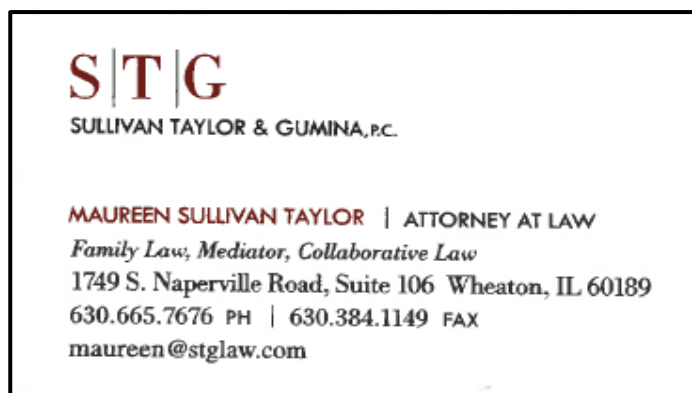 S|T|G
SULLIVAN TAYLOR & GUMINA, P.C.
MAUREEN SULLIVAN TAYLOR | ATTORNEY AT LAW
Family Law, Mediator, Collaborative Law
1749 S. Naperville Road, Suite 106 Wheaton, IL 60189
630.665.7676 PH | 630.384.1149 FAX
maureen@stglaw.com